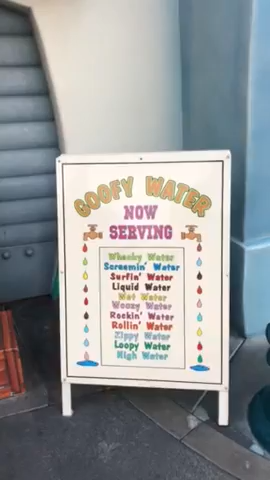 GOOFY WATER
NOW
SERVING
Whacky Water
Screamin' Water
Surfin' Water
Liquid Water
Wet Water
Woozy Water
Rockin' Water
Rollin' Water
Zippy Water
Loopy Water
High Water